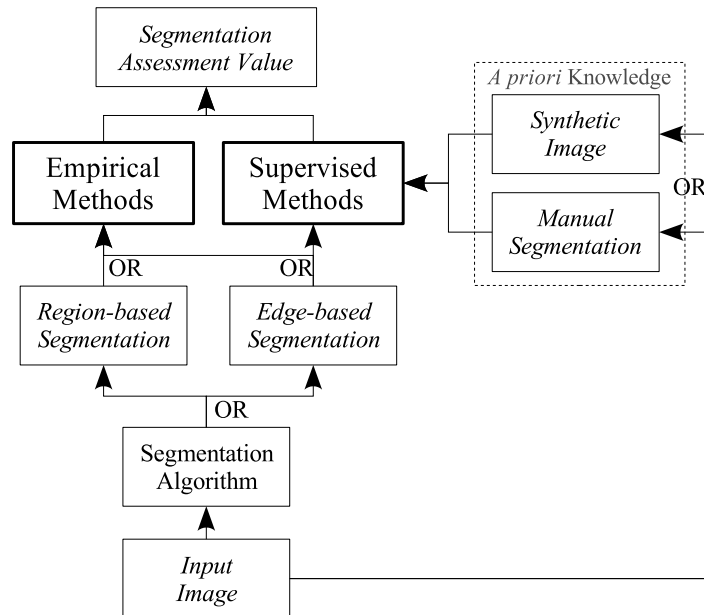 Segmentation
Assessment Value
A priori Knowledge
Synthetic
Image
Empirical
Methods
Supervised
Methods
OR
Manual
Segmentation
OR
OR
Region-based
Segmentation
Edge-based
Segmentation
OR
Segmentation
Algorithm
Input
Image